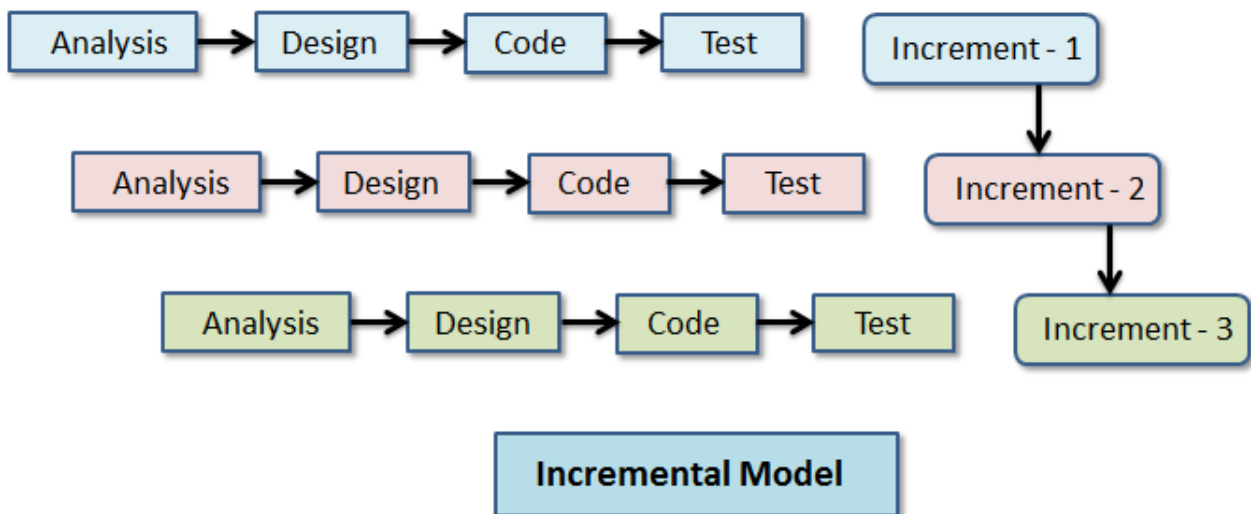 Analysis Design Code Test Increment - 1
Analysis Design Code Test Increment - 2
Analysis Design Code Test Increment - 3
Incremental Model